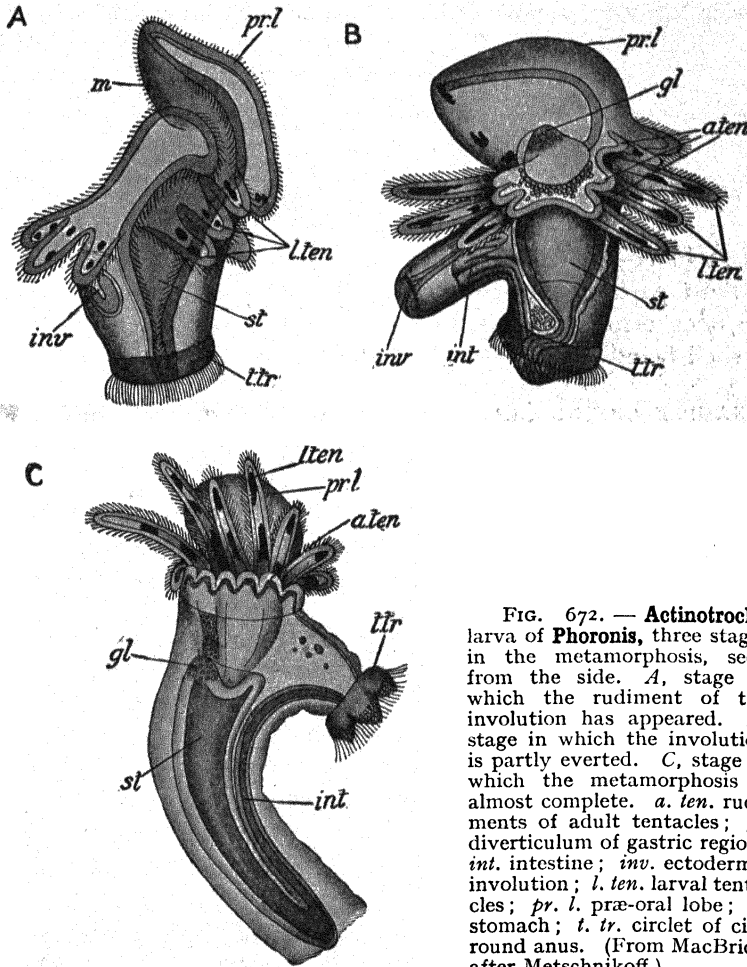 A
pr.l
m
l.ten
st
inv
t.tr
B
pr.l
gl
a.ten
l.ten.
st
inv
int
t.tr
C
l.ten
pr.l
a.ten
t.tr
gl
st
int
FIG. 672. — Actinotroc
larva of Phoronis, three stag
in the metamorphosis, se
from the side. A, stage
which the rudiment of t
involution has appeared.
stage in which the involuti
is partly everted. C, stage
which the metamorphosis
almost complete. a. ten. ru
ments of adult tentacles;
diverticulum of gastric regio
int. intestine; inv. ectoderm
involution; l. ten. larval tent
cles; pr. l. præ-oral lobe;
stomach; t. tr. circlet of ci
round anus. (From MacBri
after Metschnikoff.)